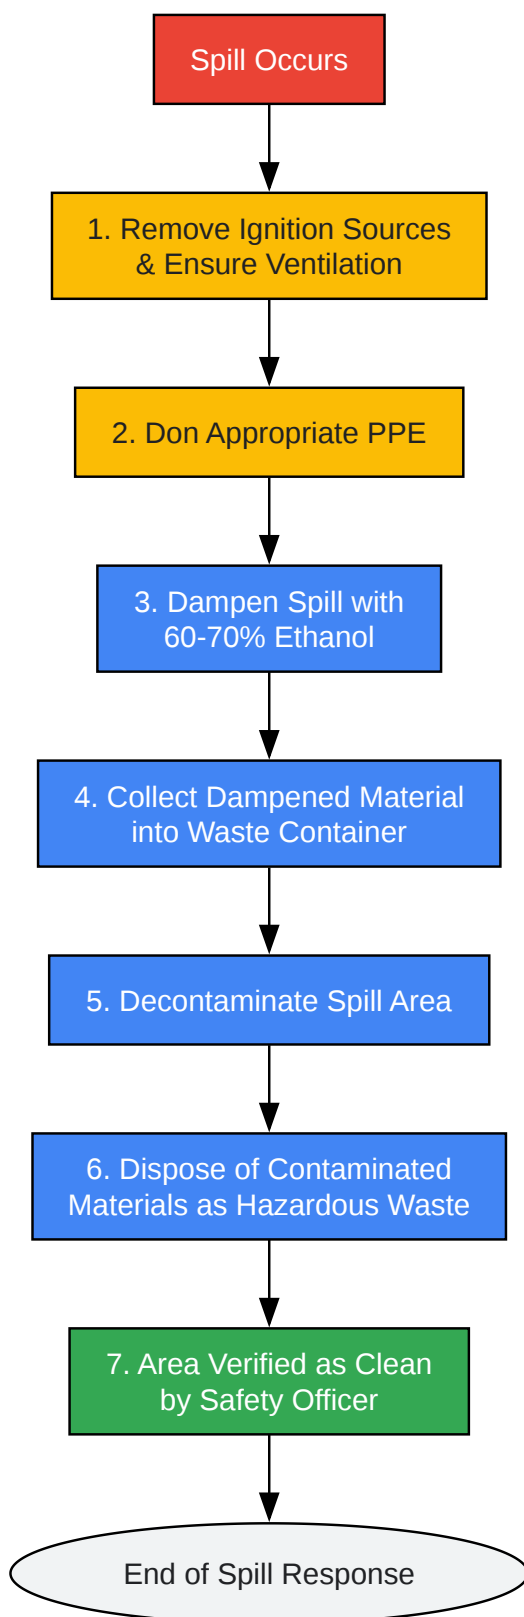 Spill Occurs
1. Remove Ignition Sources
& Ensure Ventilation
2. Don Appropriate PPE
3. Dampen Spill with
60-70% Ethanol
4. Collect Dampened Material
into Waste Container
5. Decontaminate Spill Area
6. Dispose of Contaminated
Materials as Hazardous Waste
7. Area Verified as Clean
by Safety Officer
End of Spill Response